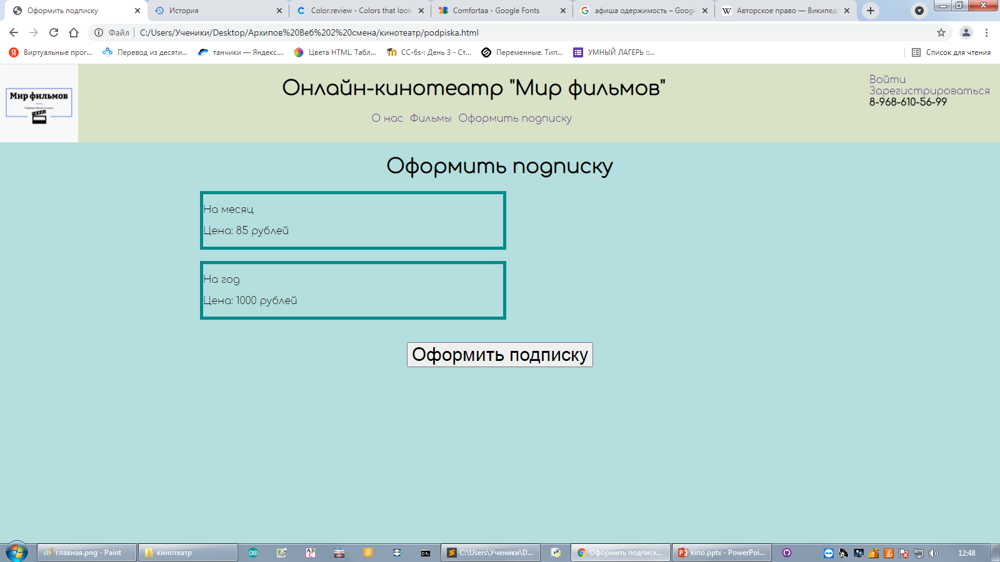 Оформить подписку
История
Color.review - Colors that look
Comfortaa - Google Fonts
афиша одержимость – Googl
Авторское право — Википеди
Файл
C:/Users/Ученики/Desktop/Архипов%20Веб%202%20смена/кинотеатр/podpiska.html
Виртуальные прог...
Перевод из десяти...
танчики — Яндекс....
Цвета HTML. Табл...
СС-6s-: День 3 - Ст...
Переменные. Тип...
УМНЫЙ ЛАГЕРЬ ::...
Список для чтения
Мир фильмов
Онлайн-кинотеатр "Мир фильмов"
О нас Фильмы Оформить подписку
Войти
Зарегистрироваться
8-968-610-56-99
Оформить подписку
На месяц
Цена: 85 рублей
На год
Цена: 1000 рублей
Оформить подписку
главная.png - Paint
кинотеатр
C:\Users\Ученики\D...
Оформить подписк...
kino.pptx - PowerPoi...
12:48